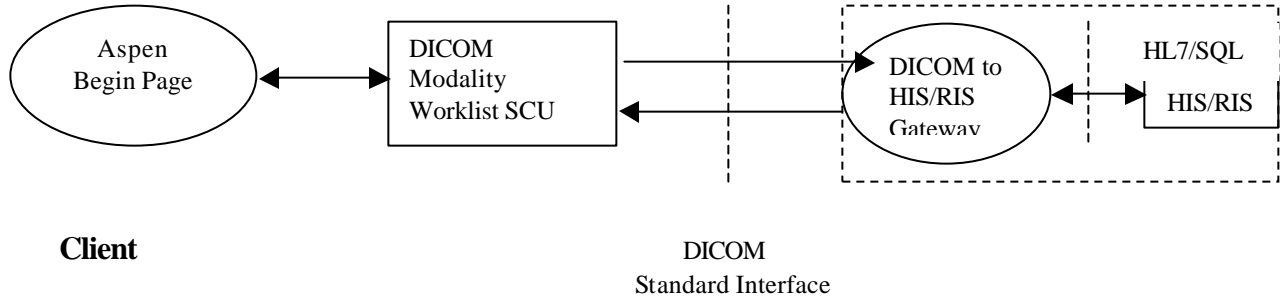 Aspen
Begin Page
DICOM
Modality
Worklist SCU
DICOM to
HIS/RIS
Gateway
HL7/SQL
HIS/RIS
Client
DICOM
Standard Interface